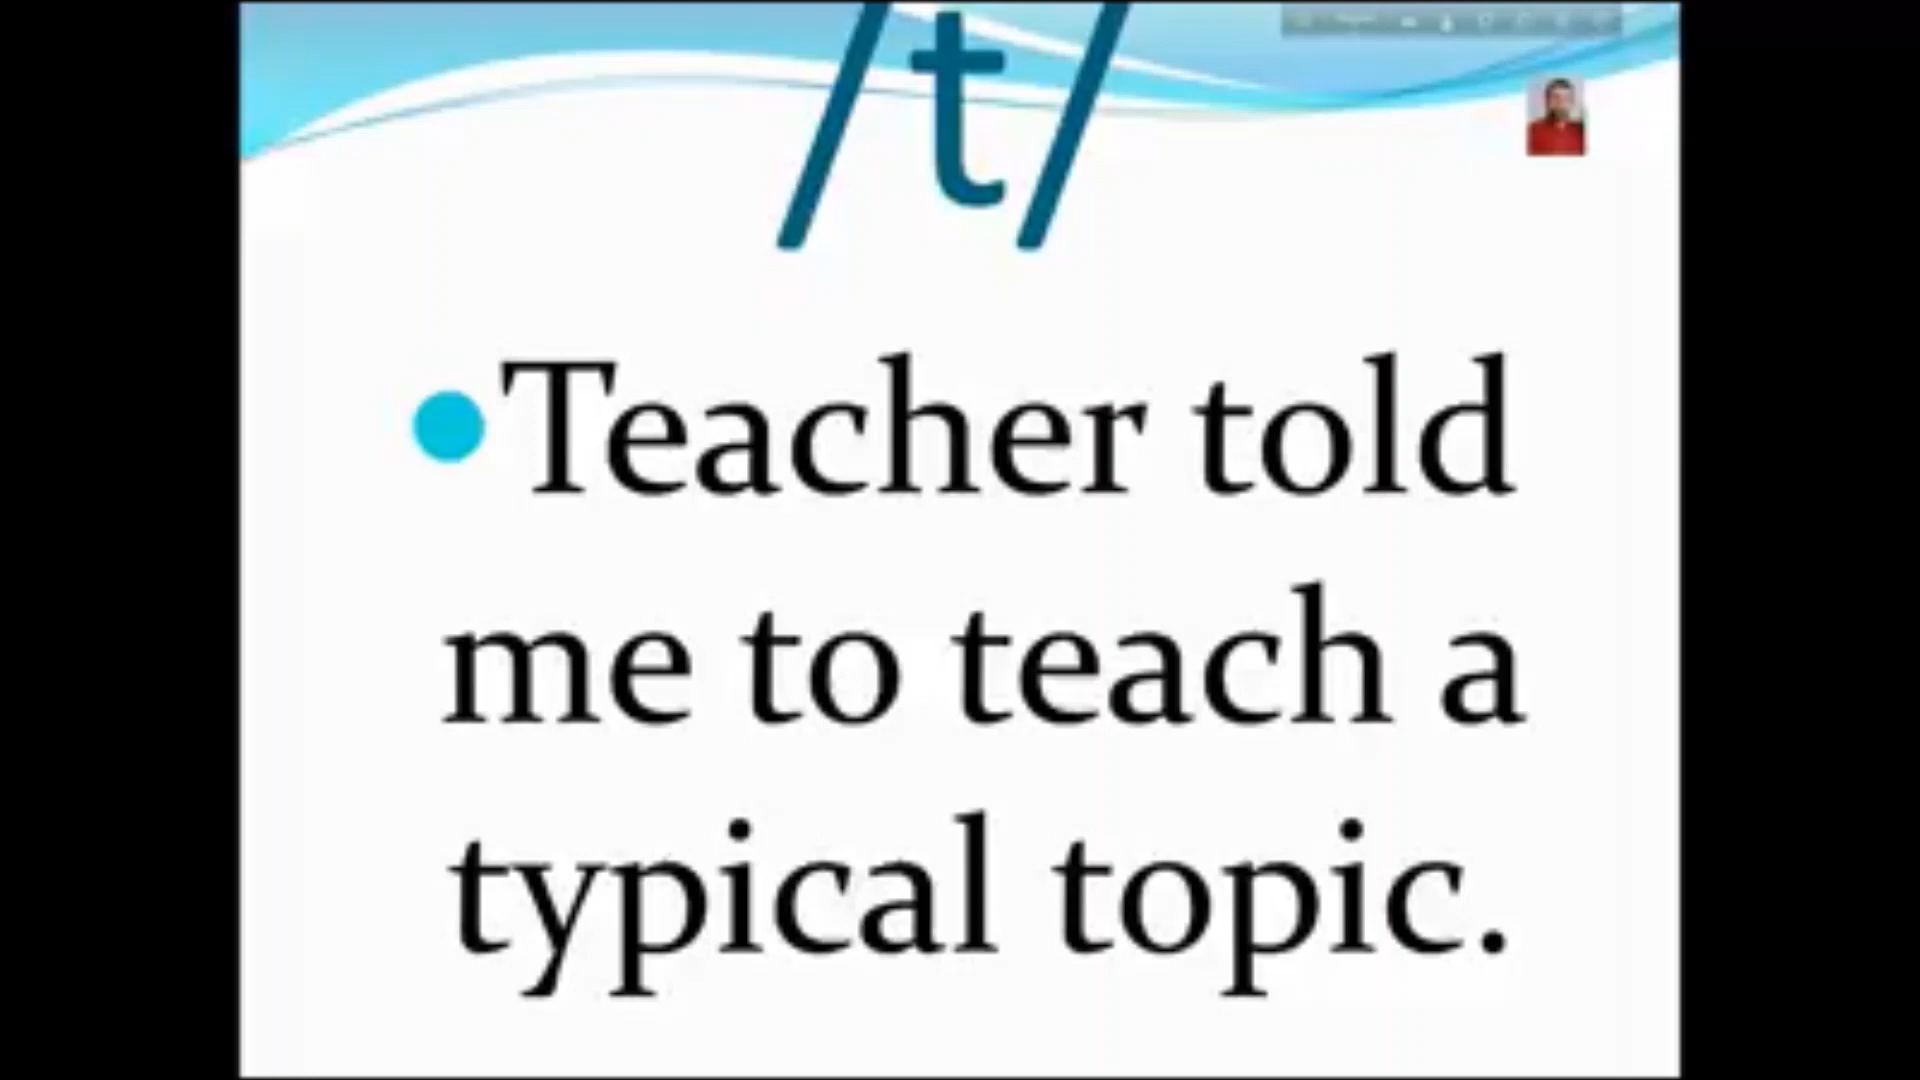 /t/
•Teacher told
me to teach a
typical topic.